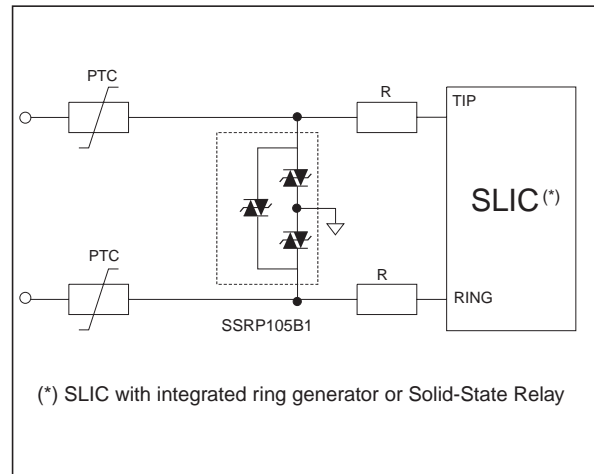 PTC
R
TIP
SLIC(*)
PTC
R
RING
SSRP105B1
(*) SLIC with integrated ring generator or Solid-State Relay